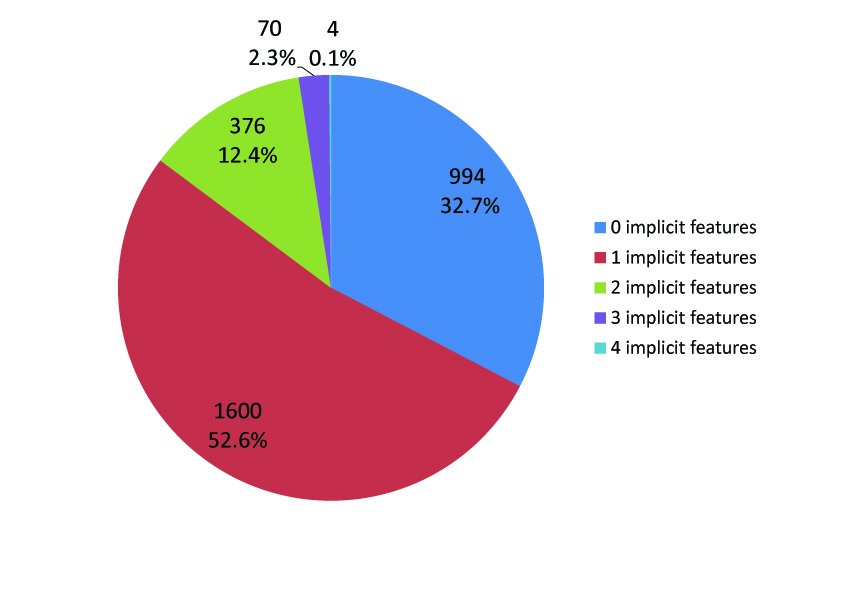 70
2.3%
4
0.1%
376
12.4%
994
32.7%
1600
52.6%
0 implicit features
1 implicit features
2 implicit features
3 implicit features
4 implicit features